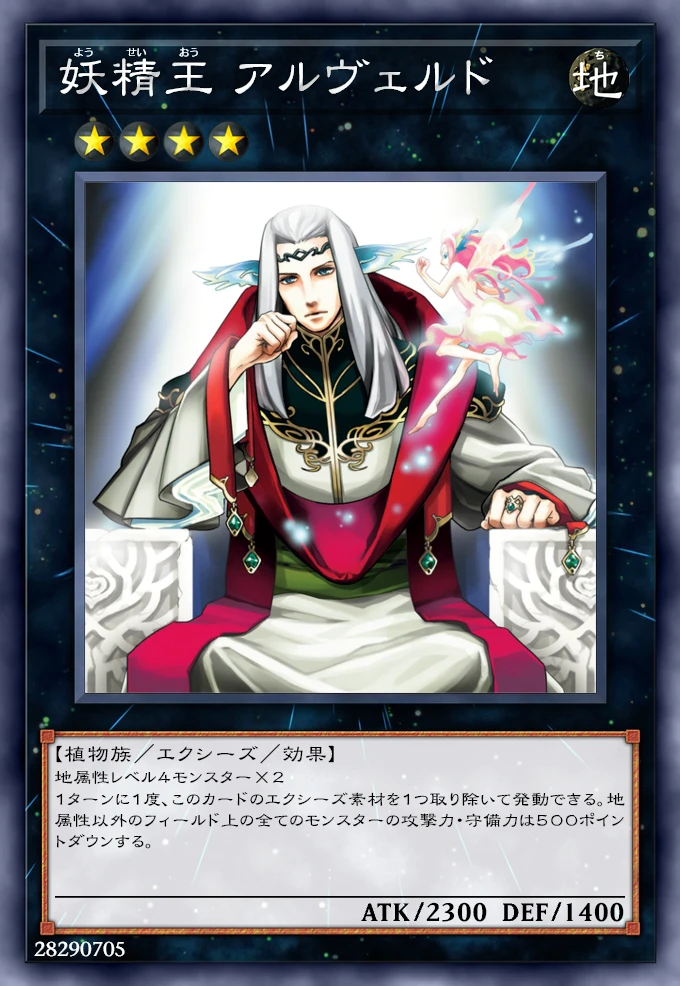 よう せい おう
妖精王 アルヴェルド
ち
地
【植物族／エクシーズ／効果】
地属性レベル４モンスター×２
１ターンに１度、このカードのエクシーズ素材を１つ取り除いて発動できる。地
属性以外のフィールド上の全てのモンスターの攻撃力・守備力は５００ポイン
トダウンする。
ATK/2300 DEF/1400
28290705